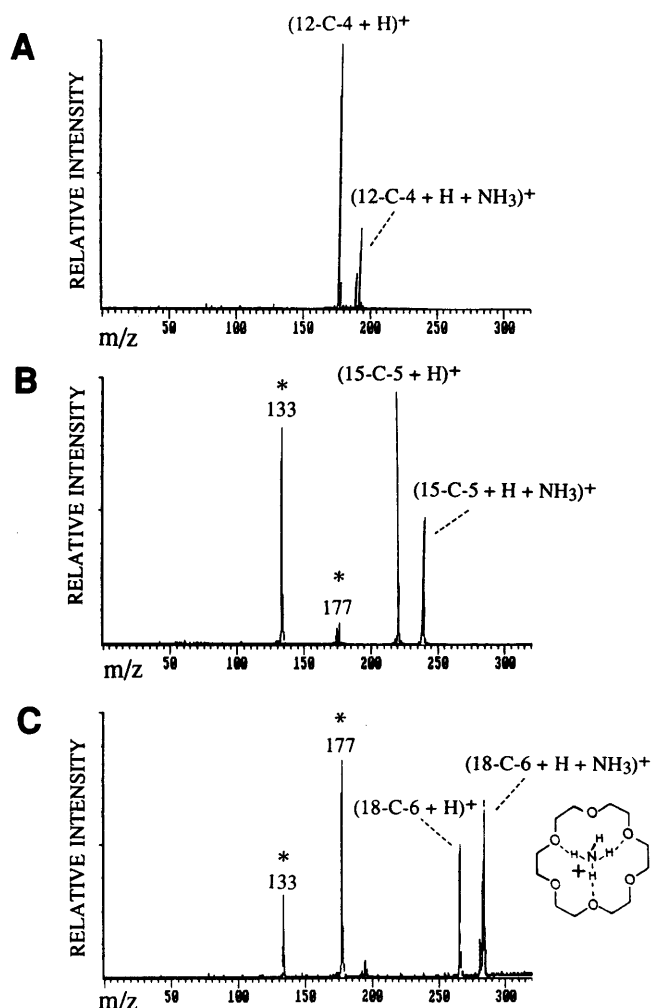 A
(12-C-4 + H)+
(12-C-4 + H + NH3)+
RELATIVE INTENSITY
50 100 150 200 250 300
m/z
B
(15-C-5 + H)+
*
133
(15-C-5 + H + NH3)+
*
177
RELATIVE INTENSITY
50 100 150 200 250 300
m/z
C
*
177
(18-C-6 + H + NH3)+
(18-C-6 + H)+
*
133
RELATIVE INTENSITY
50 100 150 200 250 300
m/z
O
O O
H
H N H
+ H
O O
O